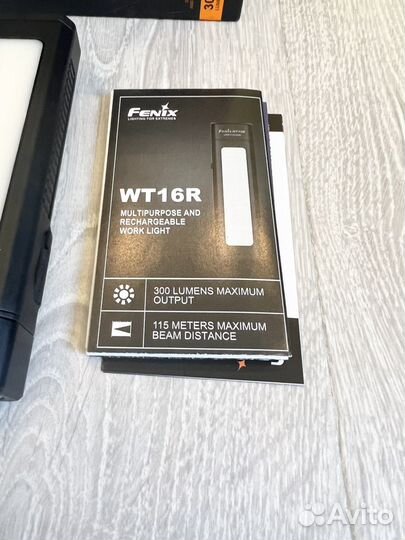 30
FENIX
LIGHTING FOR EXTREMES
WT16R
MULTIPURPOSE AND
RECHARGEABLE
WORK LIGHT
300 LUMENS MAXIMUM
OUTPUT
115 METERS MAXIMUM
BEAM DISTANCE
Avito